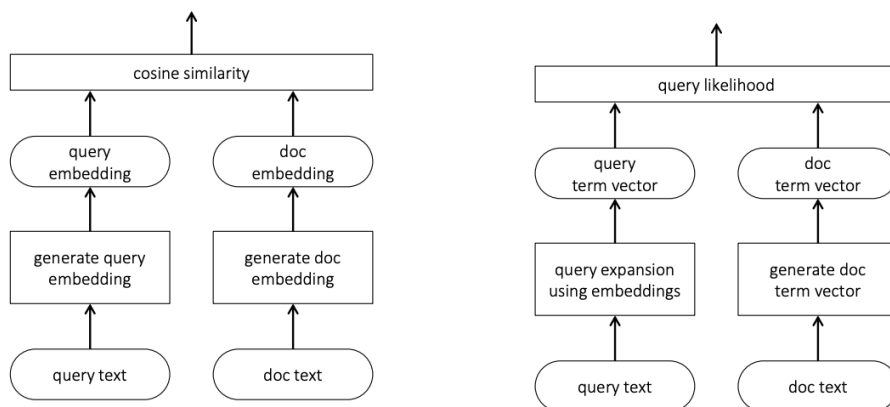 cosine similarity
query
embedding
doc
embedding
generate query
embedding
generate doc
embedding
query text
doc text
query likelihood
query
term vector
doc
term vector
query expansion
using embeddings
generate doc
term vector
query text
doc text